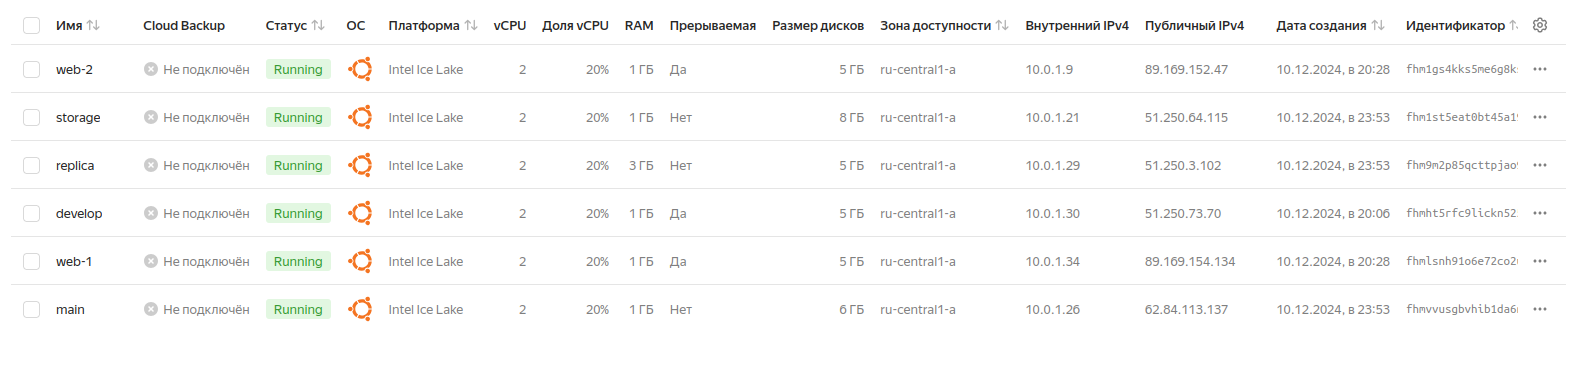 Имя Cloud Backup Статус ОС Платформа vCPU Доля vCPU RAM Прерываемая Размер дисков Зона доступности Внутренний IPv4 Публичный IPv4 Дата создания Идентификатор
web-2 Не подключён Running Intel Ice Lake 2 20% 1 ГБ Да 5 ГБ ru-central1-a 10.0.1.9 89.169.152.47 10.12.2024, в 20:28 fhm1gs4kks5me6g8k
storage Не подключён Running Intel Ice Lake 2 20% 1 ГБ Нет 8 ГБ ru-central1-a 10.0.1.21 51.250.64.115 10.12.2024, в 23:53 fhm1st5eat0bt45a1
replica Не подключён Running Intel Ice Lake 2 20% 3 ГБ Нет 5 ГБ ru-central1-a 10.0.1.29 51.250.3.102 10.12.2024, в 23:53 fhm9m2p85qcttpjao
develop Не подключён Running Intel Ice Lake 2 20% 1 ГБ Да 5 ГБ ru-central1-a 10.0.1.30 51.250.73.70 10.12.2024, в 20:06 fhmht5rfc9lickn52
web-1 Не подключён Running Intel Ice Lake 2 20% 1 ГБ Да 5 ГБ ru-central1-a 10.0.1.34 89.169.154.134 10.12.2024, в 20:28 fhmlsnh91o6e72co2
main Не подключён Running Intel Ice Lake 2 20% 1 ГБ Нет 6 ГБ ru-central1-a 10.0.1.26 62.84.113.137 10.12.2024, в 23:53 fhmvvusgbvhib1da6